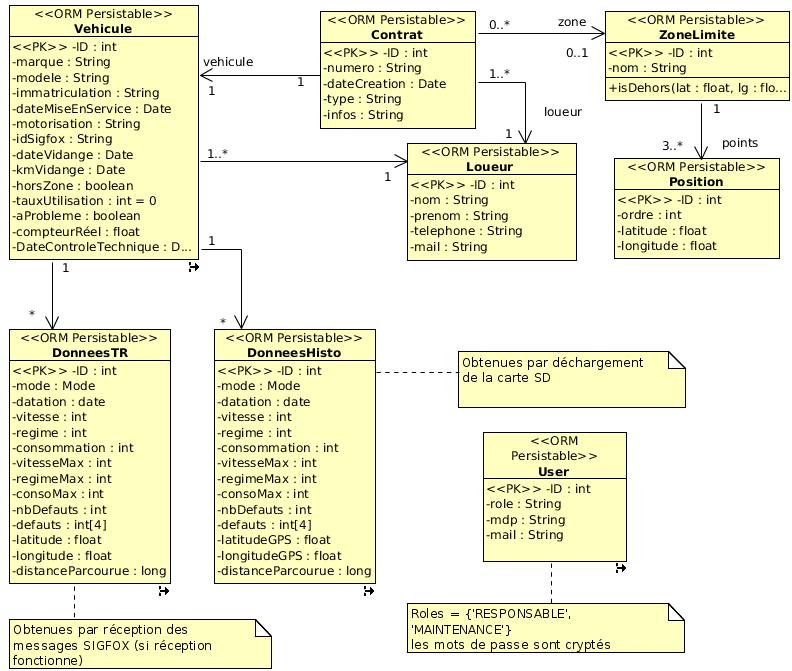 <<ORM Persistable>>
Vehicule
<<PK>> -ID : int
-marque : String
-modele : String
-immatriculation : String
-dateMiseEnService : Date
-motorisation : String
-idSigfox : String
-dateVidange : Date
-kmVidange : Date
-horsZone : boolean
-tauxUtilisation : int = 0
-aProbleme : boolean
-compteurRéel : float
-DateControleTechnique : D...
vehicule
1
1
<<ORM Persistable>>
Contrat
<<PK>> -ID : int
-numero : String
-dateCreation : Date
-type : String
-infos : String
0..*
zone
0..1
1..*
loueur
1
<<ORM Persistable>>
ZoneLimite
<<PK>> -ID : int
-nom : String
+isDehors(lat : float, lg : flo...
1
3..*
points
1..*
1
<<ORM Persistable>>
Loueur
<<PK>> -ID : int
-nom : String
-prenom : String
-telephone : String
-mail : String
<<ORM Persistable>>
Position
<<PK>> -ID : int
-ordre : int
-latitude : float
-longitude : float
1
*
1
*
<<ORM Persistable>>
DonneesTR
<<PK>> -ID : int
-mode : Mode
-datation : date
-vitesse : int
-regime : int
-consommation : int
-vitesseMax : int
-regimeMax : int
-consoMax : int
-nbDefauts : int
-defauts : int[4]
-latitude : float
-longitude : float
-distanceParcourue : long
<<ORM Persistable>>
DonneesHisto
<<PK>> -ID : int
-mode : Mode
-datation : date
-vitesse : int
-regime : int
-consommation : int
-vitesseMax : int
-regimeMax : int
-consoMax : int
-nbDefauts : int
-defauts : int[4]
-latitudeGPS : float
-longitudeGPS : float
-distanceParcourue : long
Obtenues par déchargement
de la carte SD
<<ORM
Persistable>>
User
<<PK>> -ID : int
-role : String
-mdp : String
-mail : String
Obtenues par réception des
messages SIGFOX (si réception
fonctionne)
Roles = {'RESPONSABLE',
'MAINTENANCE'}
les mots de passe sont cryptés